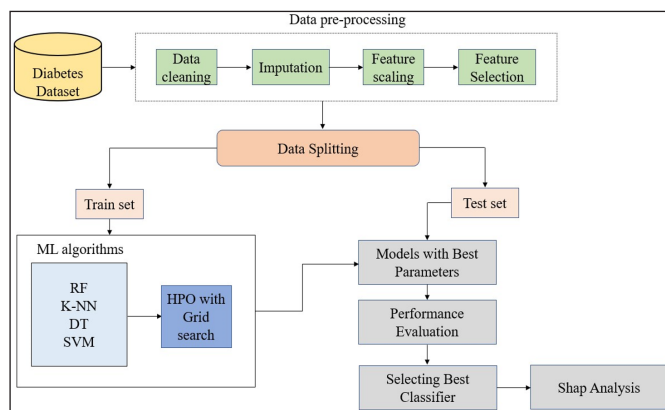 Data pre-processing
Diabetes
Dataset
Data
cleaning
Imputation
Feature
scaling
Feature
Selection
Data Splitting
Train set
Test set
ML algorithms
RF
K-NN
DT
SVM
HPO with
Grid
search
Models with Best
Parameters
Performance
Evaluation
Selecting Best
Classifier
Shap Analysis